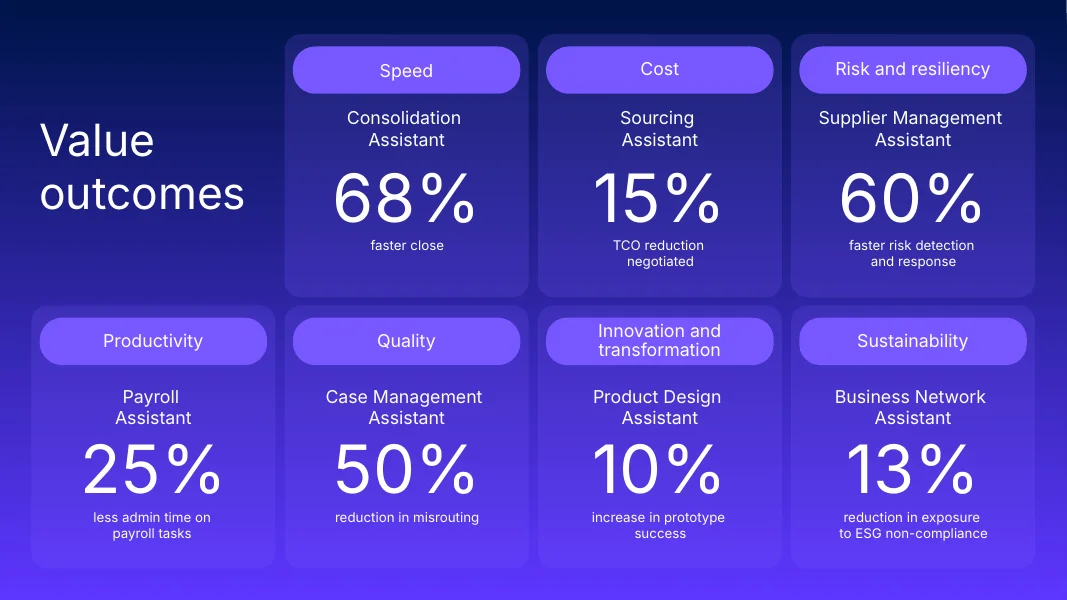 Value
outcomes
Speed
Consolidation
Assistant
68%
faster close
Cost
Sourcing
Assistant
15%
TCO reduction
negotiated
Risk and resiliency
Supplier Management
Assistant
60%
faster risk detection
and response
Productivity
Payroll
Assistant
25%
less admin time on
payroll tasks
Quality
Case Management
Assistant
50%
reduction in misrouting
Innovation and
transformation
Product Design
Assistant
10%
increase in prototype
success
Sustainability
Business Network
Assistant
13%
reduction in exposure
to ESG non-compliance